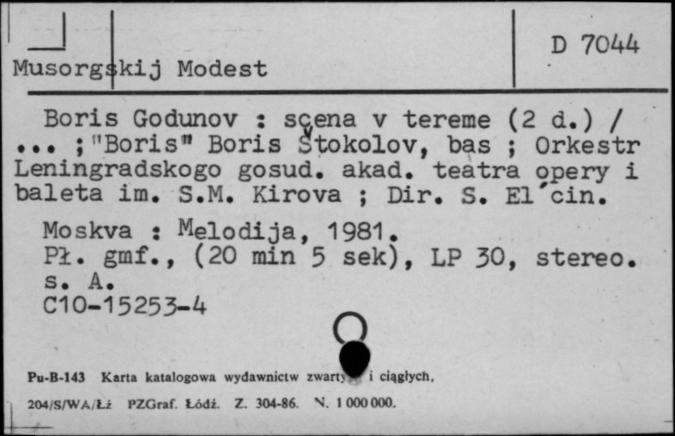 D 7044
Musorgskij Modest
Boris Godunov : scena v tereme (2 d.) /
... ;"Boris" Boris Štokolov, bas ; Orkestr
Leningradskogo gosud. akad. teatra opery i
baleta im. S.M. Kirova ; Dir. S. El'cin.
Moskva : Melodija, 1981.
Pł. gmf., (20 min 5 sek), LP 30, stereo.
s. A.
C10-15253-4
Pu-B-143 Karta katalogowa wydawnictw i ciągłych,
204/S/WA/Łź PZGraf. Łódź. Z. 304-86. N. 1 000 000.